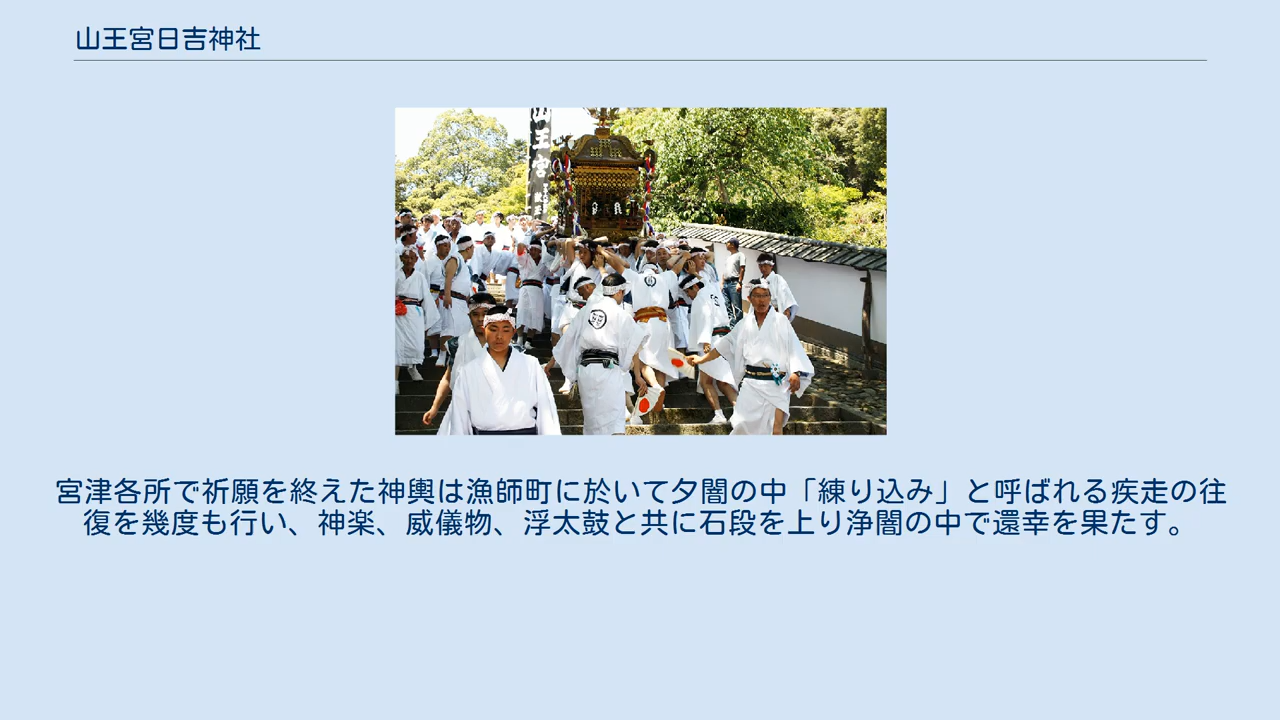 山王宮日吉神社
山王宮
宮津各所で祈願を終えた神輿は漁師町に於いて夕闇の中「練り込み」と呼ばれる疾走の往
復を幾度も行い、神楽、威儀物、浮太鼓と共に石段を上り浄闇の中で還幸を果たす。